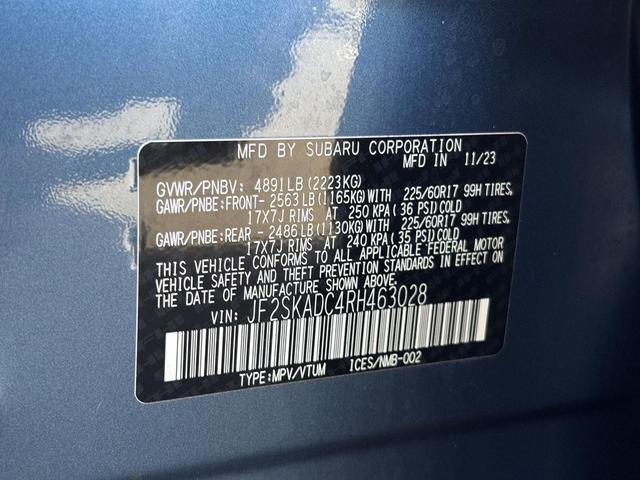 MFD BY SUBARU CORPORATION MFD IN 11/23
GVWR/PNBV: 4891LB (2223KG)
GAWR/PNBE:FRONT- 2563LB (1165KG)WITH 225/60R17 99H TIRES,
17X7J RIMS AT 250 KPA (36 PSI) COLD
GAWR/PNBE:REAR - 2486LB (1130KG)WITH 225/60R17 99H TIRES,
17X7J RIMS AT 240 KPA (35 PSI) COLD
THIS VEHICLE CONFORMS TO ALL APPLICABLE FEDERAL MOTOR
VEHICLE SAFETY AND THEFT PREVENTION STANDARDS IN EFFECT ON
THE DATE OF MANUFACTURE SHOWN ABOVE.
VIN: JF2SKADC4RH463028
TYPE:MPV/VTUM ICES/NMB-002